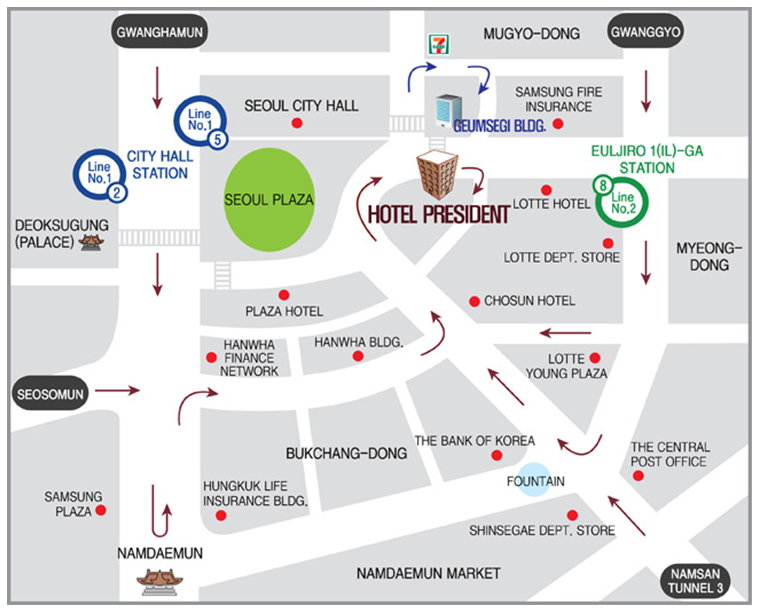 GWANGHAMUN
7
ELEVEN
MUGYO-DONG
GWANGGYO
SEOUL CITY HALL
SAMSUNG FIRE
INSURANCE
GEUMSEGI BLDG.
Line
No.1
5
CITY HALL
STATION
Line
No.1
2
EULJIRO 1(IL)-GA
STATION
8
Line
No.2
SEOUL PLAZA
HOTEL PRESIDENT
LOTTE HOTEL
DEOKSUGUNG
(PALACE)
LOTTE DEPT. STORE
MYEONG-
DONG
PLAZA HOTEL
CHOSUN HOTEL
HANWHA
FINANCE
NETWORK
HANWHA BLDG.
LOTTE
YOUNG PLAZA
SEOSOMUN
BUKCHANG-DONG
THE BANK OF KOREA
THE CENTRAL
POST OFFICE
FOUNTAIN
SAMSUNG
PLAZA
HUNGKUK LIFE
INSURANCE BLDG.
SHINSEGAE DEPT. STORE
NAMDAEMUN
NAMDAEMUN MARKET
NAMSAN
TUNNEL 3